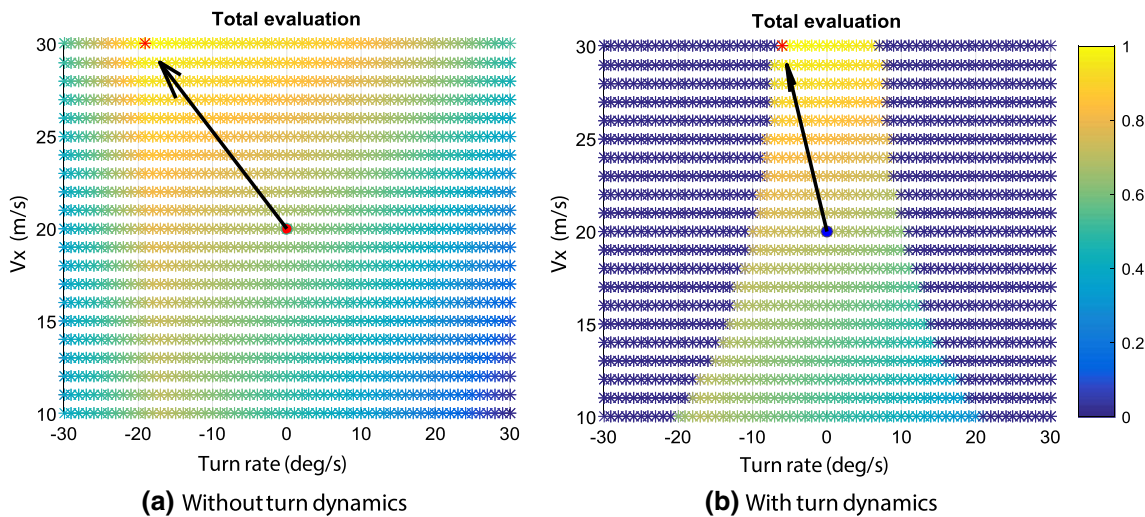 Total evaluation
30
25
20
15
10
Vx (m/s)
-30 -20 -10 0 10 20 30
Turn rate (deg/s)
(a) Without turn dynamics
Total evaluation
30
25
20
15
10
Vx (m/s)
-30 -20 -10 0 10 20 30
Turn rate (deg/s)
(b) With turn dynamics
1
0.8
0.6
0.4
0.2
0